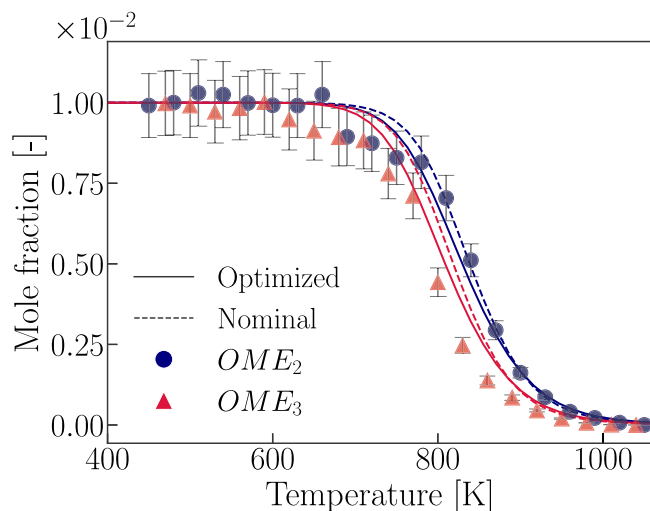 ×10⁻²
1.00
0.75
0.50
0.25
0.00
Mole fraction [-]
Optimized
Nominal
OME₂
OME₃
400 600 800 1000
Temperature [K]